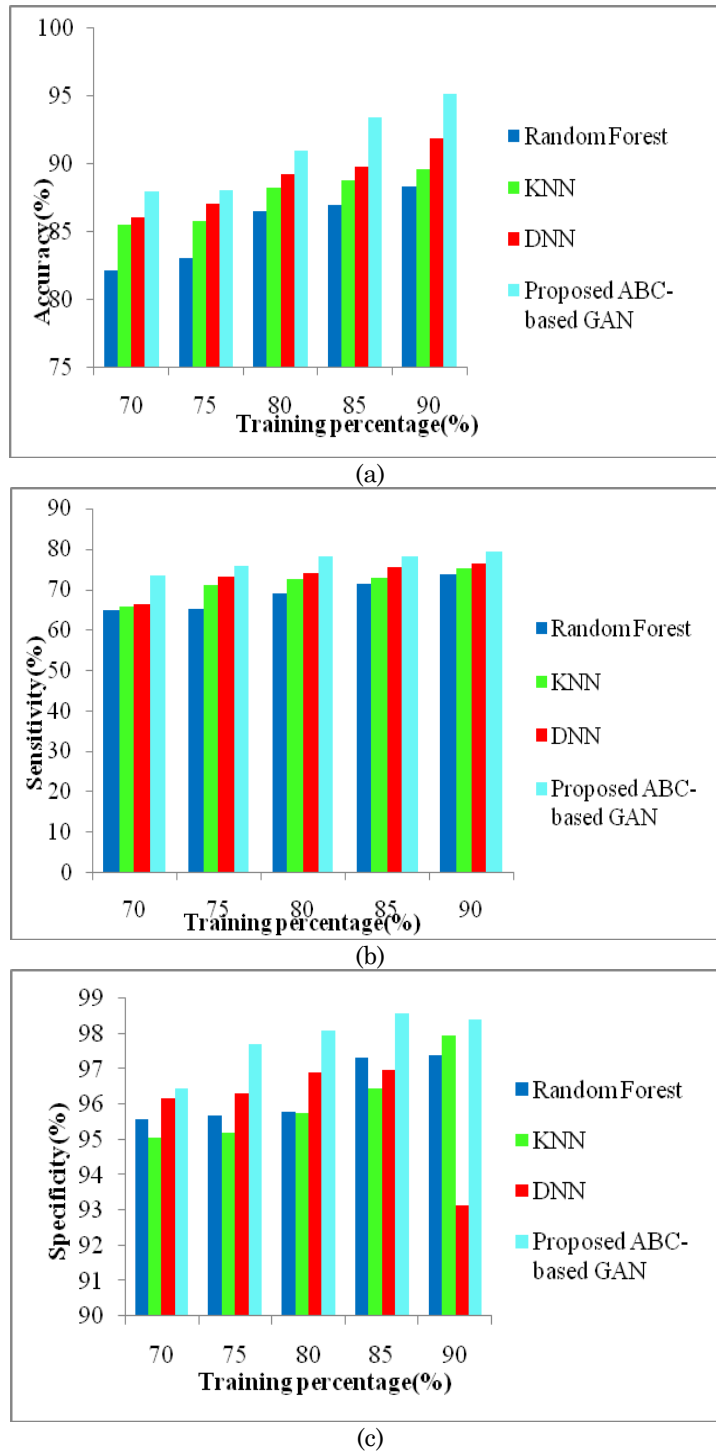 100
95
90
85
80
75
Accuracy(%)
70 75 80 85 90
Training percentage(%)
Random Forest
KNN
DNN
Proposed ABC-
based GAN
(a)
90
80
70
60
50
40
30
20
10
0
Sensitivity(%)
70 75 80 85 90
Training percentage(%)
Random Forest
KNN
DNN
Proposed ABC-
based GAN
(b)
99
98
97
96
95
94
93
92
91
90
Specificity(%)
70 75 80 85 90
Training percentage(%)
Random Forest
KNN
DNN
Proposed ABC-
based GAN
(c)